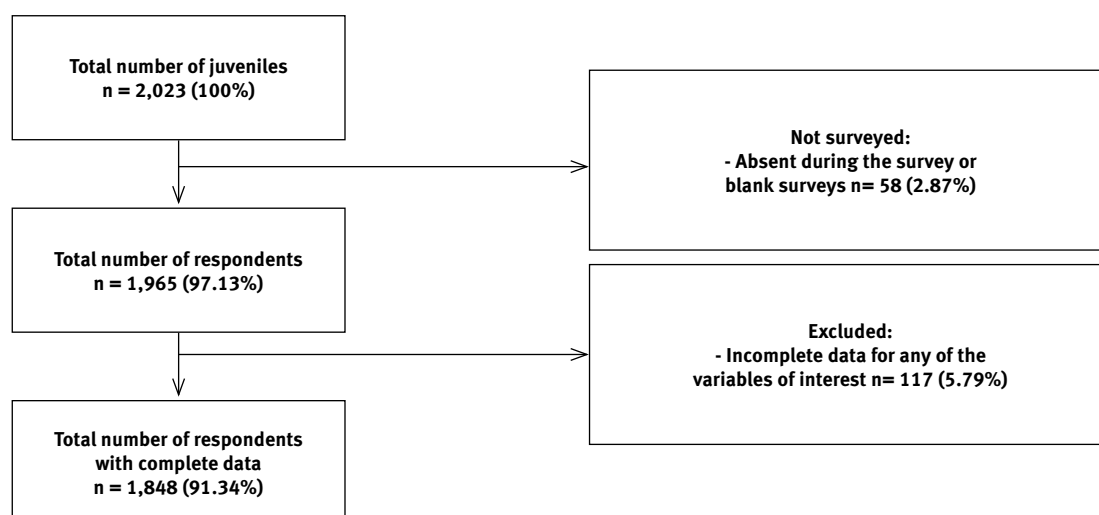 Total number of juveniles
n = 2,023 (100%)
Not surveyed:
- Absent during the survey or
blank surveys n= 58 (2.87%)
Total number of respondents
n = 1,965 (97.13%)
Excluded:
- Incomplete data for any of the
variables of interest n= 117 (5.79%)
Total number of respondents
with complete data
n = 1,848 (91.34%)